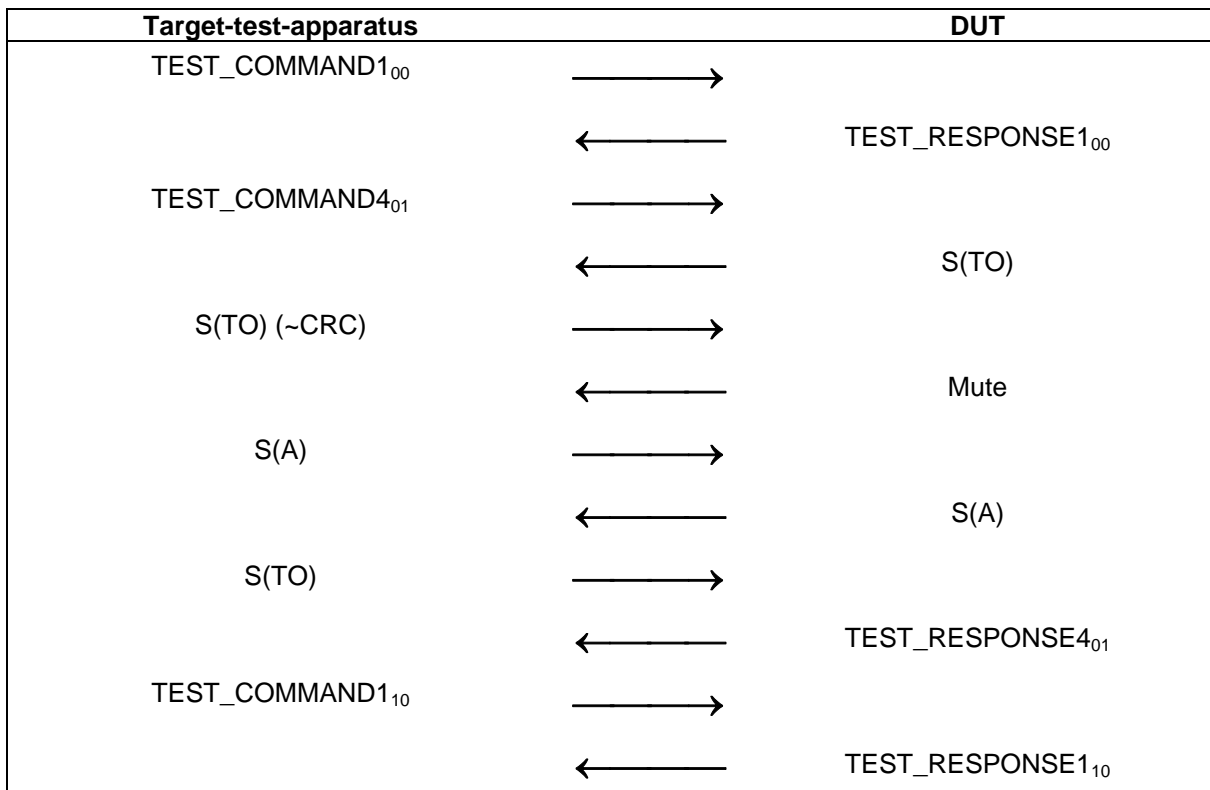 Target-test-apparatus DUT
TEST_COMMAND1₀₀
TEST_RESPONSE1₀₀
TEST_COMMAND4₀₁
S(TO)
S(TO) (~CRC)
Mute
S(A)
S(A)
S(TO)
TEST_RESPONSE4₀₁
TEST_COMMAND1₁₀
TEST_RESPONSE1₁₀